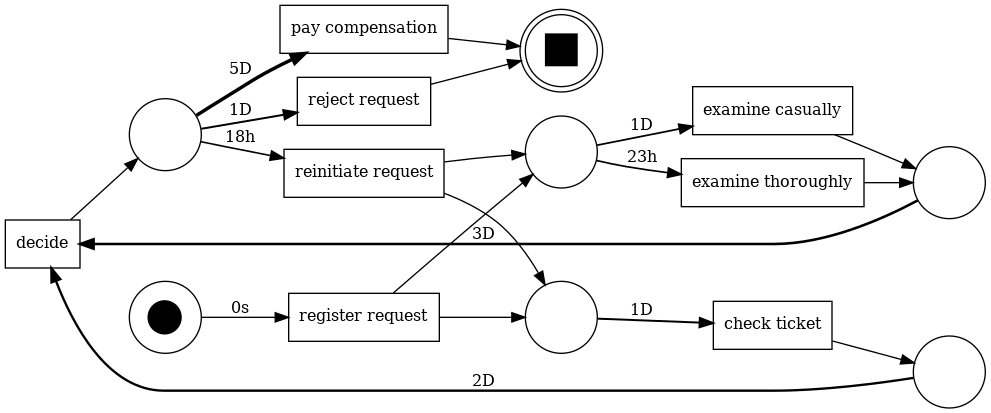 pay compensation
5D
reject request
1D
18h
reinitiate request
examine casually
1D
23h
examine thoroughly
decide
3D
0s
register request
1D
check ticket
2D